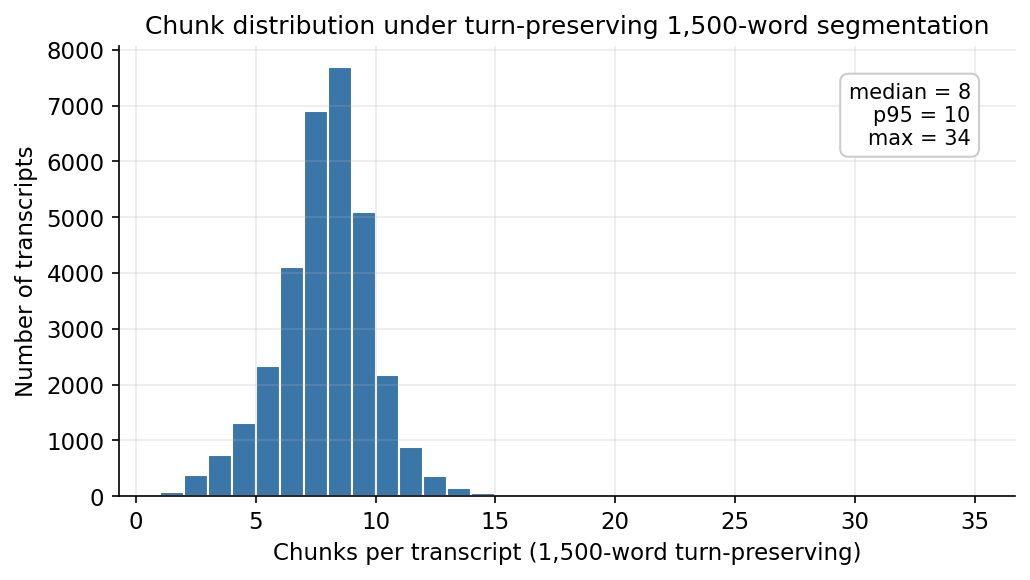 Chunk distribution under turn-preserving 1,500-word segmentation
8000
7000
6000
5000
4000
3000
2000
1000
0
Number of transcripts
median = 8
p95 = 10
max = 34
0 5 10 15 20 25 30 35
Chunks per transcript (1,500-word turn-preserving)